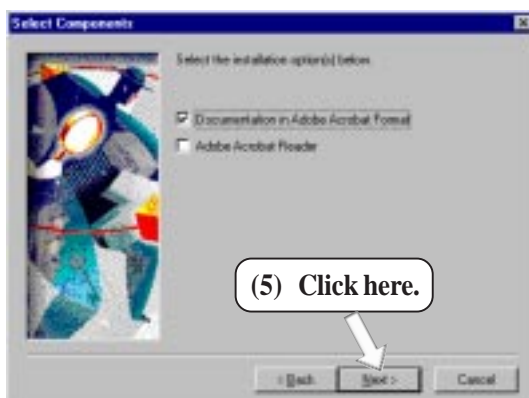 Select Components
Select the installation option(s) below.
Documentation in Adobe Acrobat Format
Adobe Acrobat Reader
(5) Click here.
< Back
Next >
Cancel